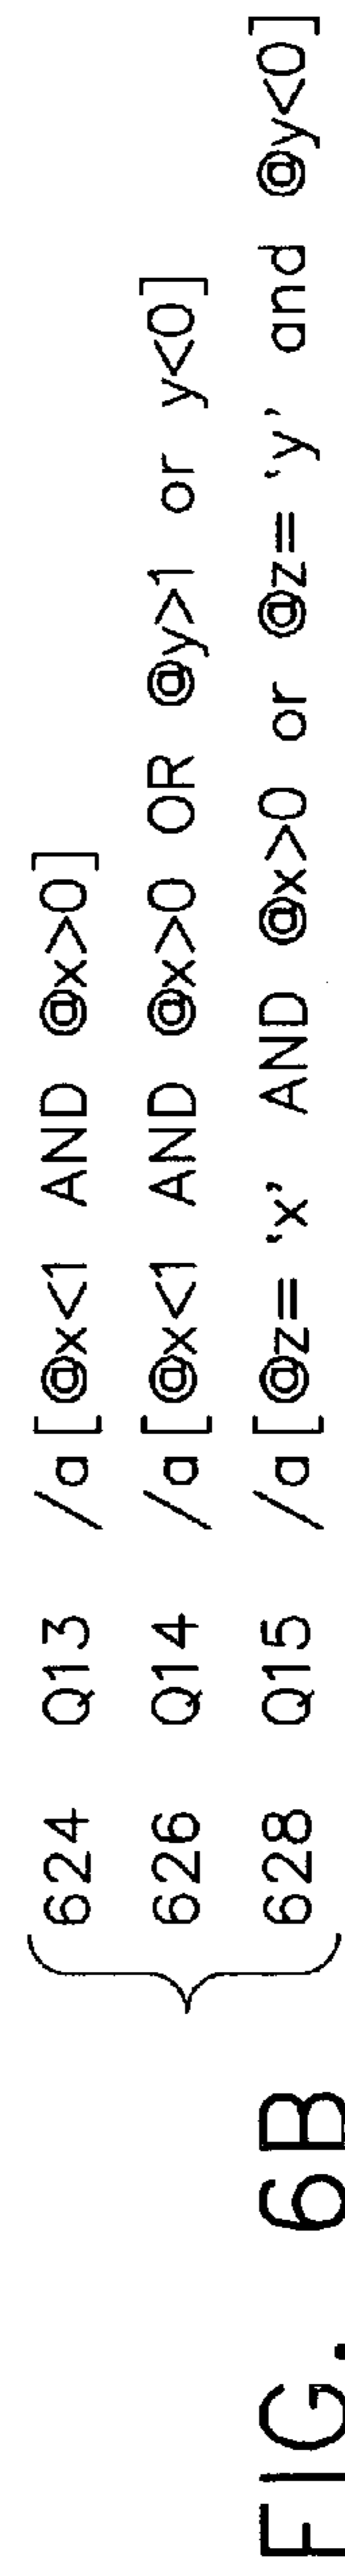 624 Q13 /a[@x<1 AND @x>0]
626 Q14 /a[@x<1 AND @x>0 OR @y>1 or y<0]
628 Q15 /a[@z=‘x’ AND @x>0 or @z=‘y’ and @y<0]
FIG. 6B